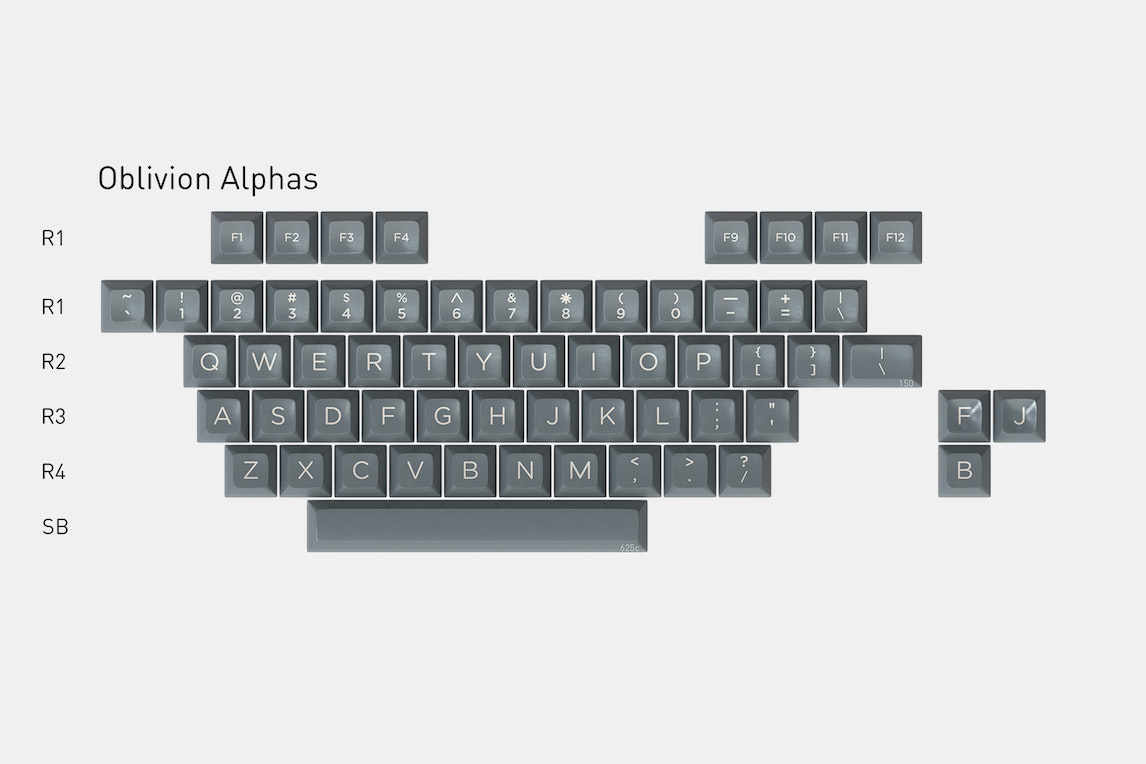 Oblivion Alphas
R1 F1 F2 F3 F4 F9 F10 F11 F12
R1 ~ ! @ # $ % ^ & * ( ) — + |
` 1 2 3 4 5 6 7 8 9 0 - = \
R2 Q W E R T Y U I O P { } |
[ ] \
150
R3 A S D F G H J K L : " F J
; '
R4 Z X C V B N M < > ? B
, . /
SB
625c